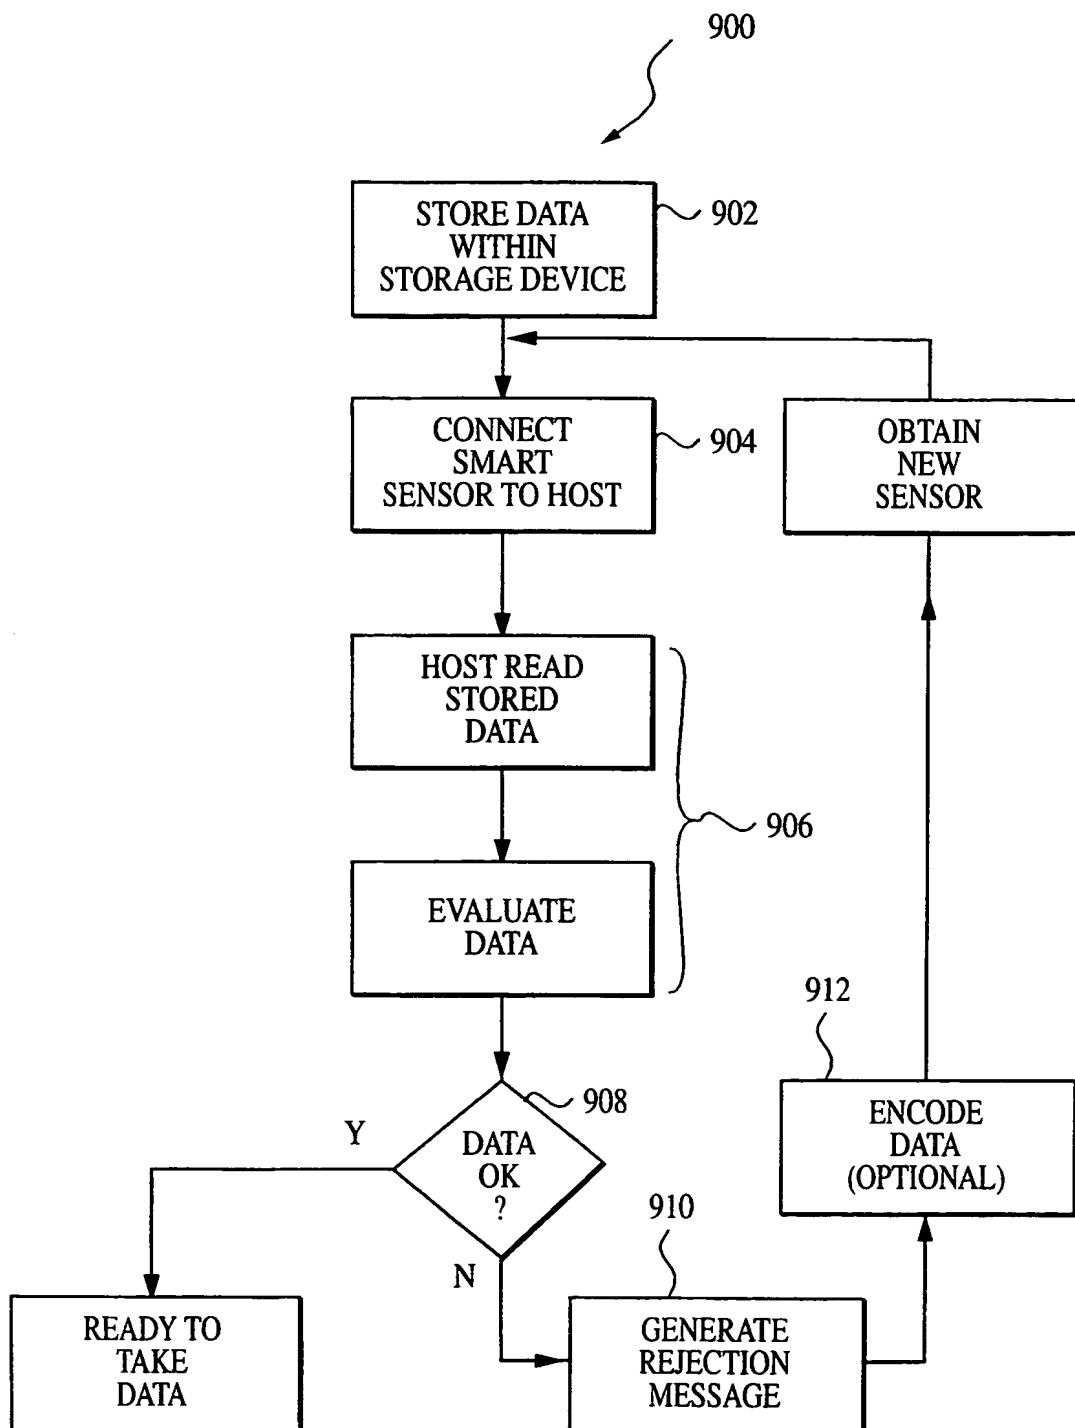 900
STORE DATA
WITHIN
STORAGE DEVICE
902
CONNECT
SMART
SENSOR TO HOST
904
OBTAIN
NEW
SENSOR
HOST READ
STORED
DATA
906
EVALUATE
DATA
912
908
Y
DATA
OK
?
ENCODE
DATA
(OPTIONAL)
910
N
READY TO
TAKE
DATA
GENERATE
REJECTION
MESSAGE